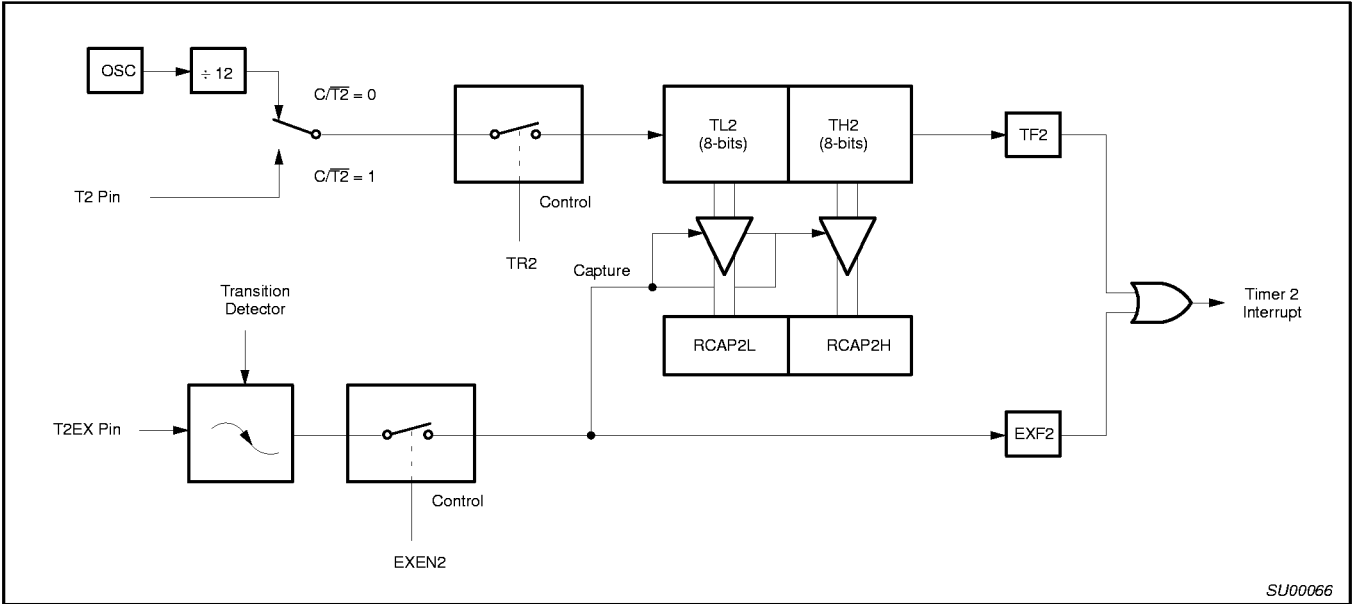 OSC
÷ 12
C/T2̅ = 0
C/T2̅ = 1
T2 Pin
Control
TR2
TL2
(8-bits)
TH2
(8-bits)
TF2
Capture
Transition
Detector
RCAP2L
RCAP2H
Timer 2
Interrupt
T2EX Pin
EXF2
Control
EXEN2
SU00066